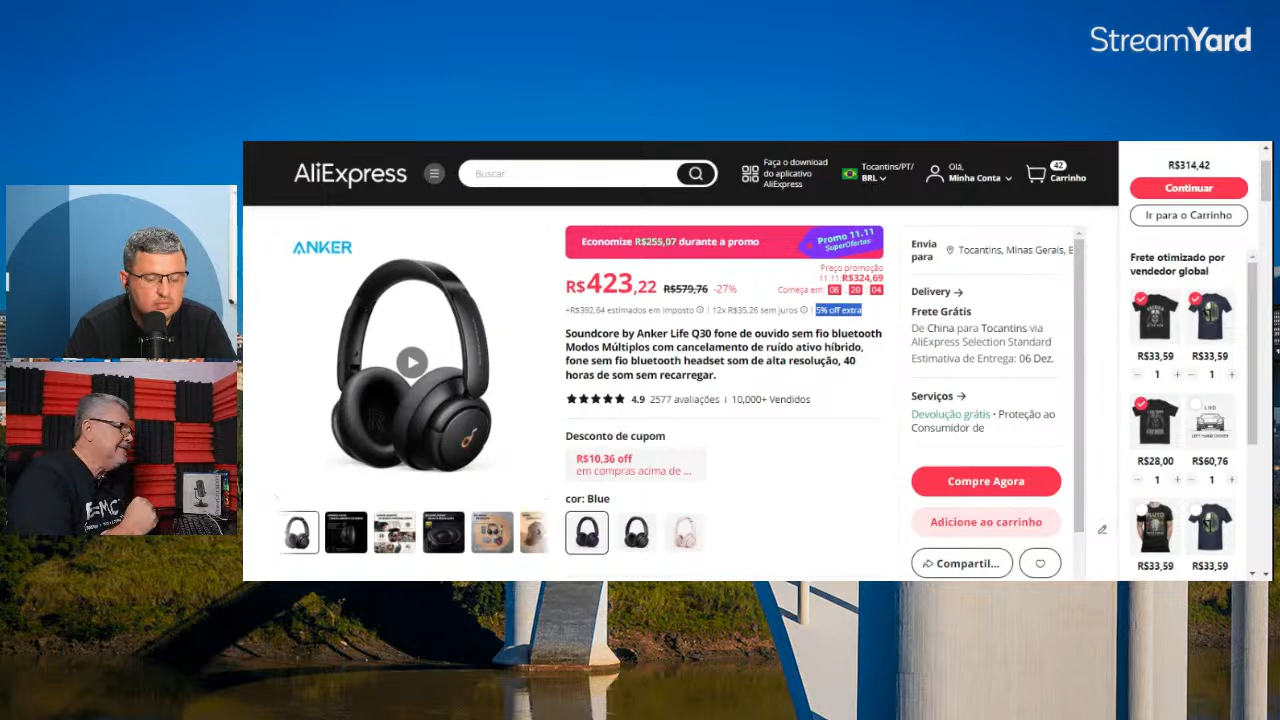 StreamYard
AliExpress
Buscar
Faça o download
do aplicativo
AliExpress
Tocantins/PT/
BRL
Olá,
Minha Conta
42
Carrinho
R$314,42
Continuar
Ir para o Carrinho
Frete otimizado por
vendedor global
R$33,59
R$33,59
1
1
LHD
LEFT HAND DRIVER
R$28,00
R$60,76
1
1
R$33,59
R$33,59
ANKER
Economize R$255,07 durante a promo
Promo 11.11
SuperOfertas
R$423,22 R$579,76 -27%
Preço promoção
11.11:R$324,69
Começa em: 06 20 04
+R$392,64 estimados em imposto | 12x R$35,26 sem juros | 5% off extra
Soundcore by Anker Life Q30 fone de ouvido sem fio bluetooth
Modos Múltiplos com cancelamento de ruído ativo híbrido,
fone sem fio bluetooth headset som de alta resolução, 40
horas de som sem recarregar.
4.9 2577 avaliações | 10,000+ Vendidos
Desconto de cupom
R$10,36 off
em compras acima de ...
cor: Blue
Envia
para
Tocantins, Minas Gerais, E
Delivery
Frete Grátis
De China para Tocantins via
AliExpress Selection Standard
Estimativa de Entrega: 06 Dez.
Serviços
Devolução grátis · Proteção ao
Consumidor de
Compre Agora
Adicione ao carrinho
Compartil...